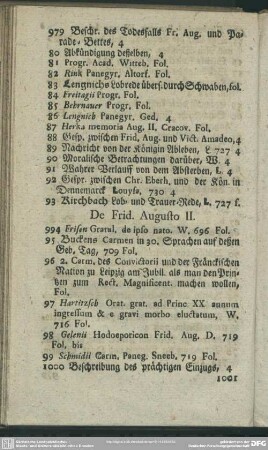 979 Beschr. des Todesfalls Fr. Aug. und Pa-
rade-Bettes, 4
80 Abkündigung desselben, 4
81 Progr. Acad. Witteb. Fol.
82 Rink Panegyr. Altorf. Fol.
83 Lengnichs Lobrede übers. durch Schwaben, fol.
84 Freitagii Progr. Fol.
85 Behrnauer Progr. Fol.
86 Lengnich Panegyr. Ged. 4
87 Herka memoria Aug. II, Cracov. Fol.
88 Gespr. zwischen Frid. Aug. und Vict. Amadeo, 4
89 Nachricht von der Königin Ableben, L 727 4
90 Moralische Betrachtungen darüber, W. 4
91 Wahrer Verlauff von dem Absterben, L. 4
92 Gespr. zwischen Chr. Eberh. und der Kön. in
Dennemarck Louyse, 730 4
93 Kirchbach Lob- und Trauer-Rede, L. 727 f.
De Frid. Augusto II.
994 Frisen Gratul. de ipso nato. W, 696 Fol.
95 Buckens Carmen in 30. Sprachen auf dessen
Geb. Tag, 709 Fol.
96 2. Carm. des Convictorii und der Fränckischen
Nation zu Leipzig am Jubil. als man den Prin-
tzen zum Rect. Magnificent. machen wollen,
Fol.
97 Hartitzsch Orat. grat. ad Princ. XX annum
ingressum & e gravi morbo eluctatum, W.
716 Fol.
98 Gelenii Hodoeporicon Frid. Aug. D. 719
Fol. bis
99 Schmidii Carm. Paneg. Sneeb. 719 Fol.
1000 Beschreibung des prächtigen Einzugs, 4
1001